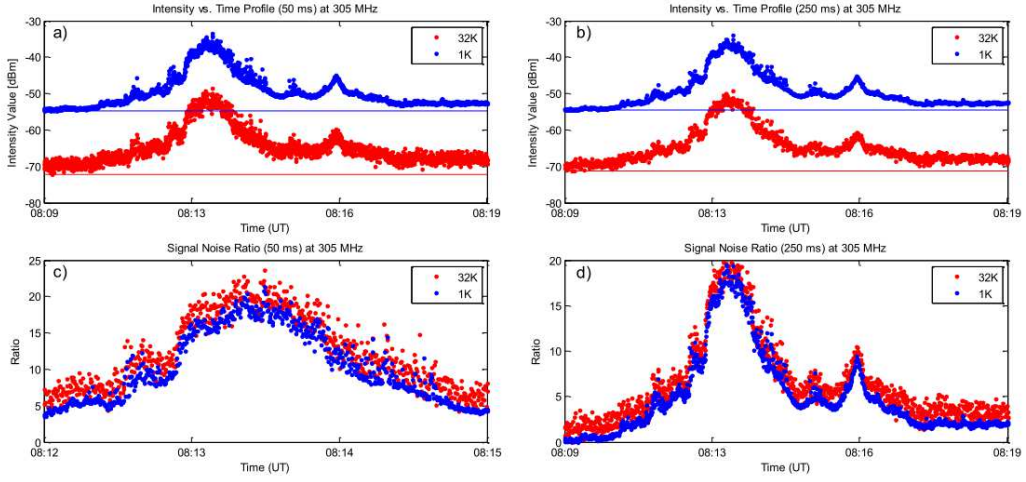 Intensity vs. Time Profile (50 ms) at 305 MHz
a)
32K
1K
Intensity Value [dBm]
-30
-40
-50
-60
-70
-80
08:09
08:13
08:16
08:19
Time (UT)
Intensity vs. Time Profile (250 ms) at 305 MHz
b)
32K
1K
Intensity Value [dBm]
-30
-40
-50
-60
-70
-80
08:09
08:13
08:16
08:19
Time (UT)
Signal Noise Ratio (50 ms) at 305 MHz
c)
32K
1K
Ratio
25
20
15
10
5
0
08:12
08:13
08:14
08:15
Time (UT)
Signal Noise Ratio (250 ms) at 305 MHz
d)
32K
1K
Ratio
20
15
10
5
0
08:09
08:13
08:16
08:19
Time (UT)